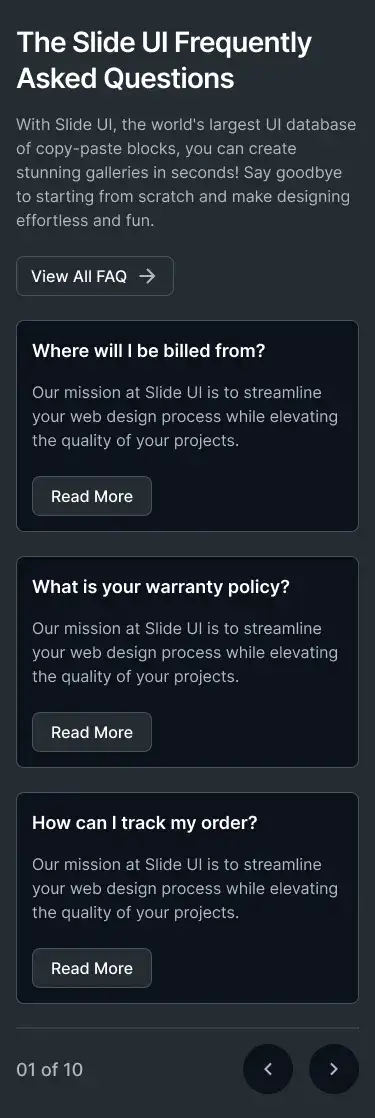 The Slide UI Frequently
Asked Questions
With Slide UI, the world's largest UI database
of copy-paste blocks, you can create
stunning galleries in seconds! Say goodbye
to starting from scratch and make designing
effortless and fun.
View All FAQ
Where will I be billed from?
Our mission at Slide UI is to streamline
your web design process while elevating
the quality of your projects.
Read More
What is your warranty policy?
Our mission at Slide UI is to streamline
your web design process while elevating
the quality of your projects.
Read More
How can I track my order?
Our mission at Slide UI is to streamline
your web design process while elevating
the quality of your projects.
Read More
01 of 10